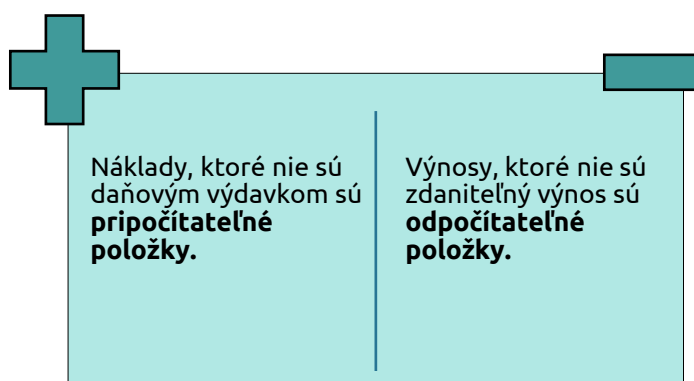 Náklady, ktoré nie sú
daňovým výdavkom sú
pripočítateľné
položky.
Výnosy, ktoré nie sú
zdaniteľný výnos sú
odpočítateľné
položky.